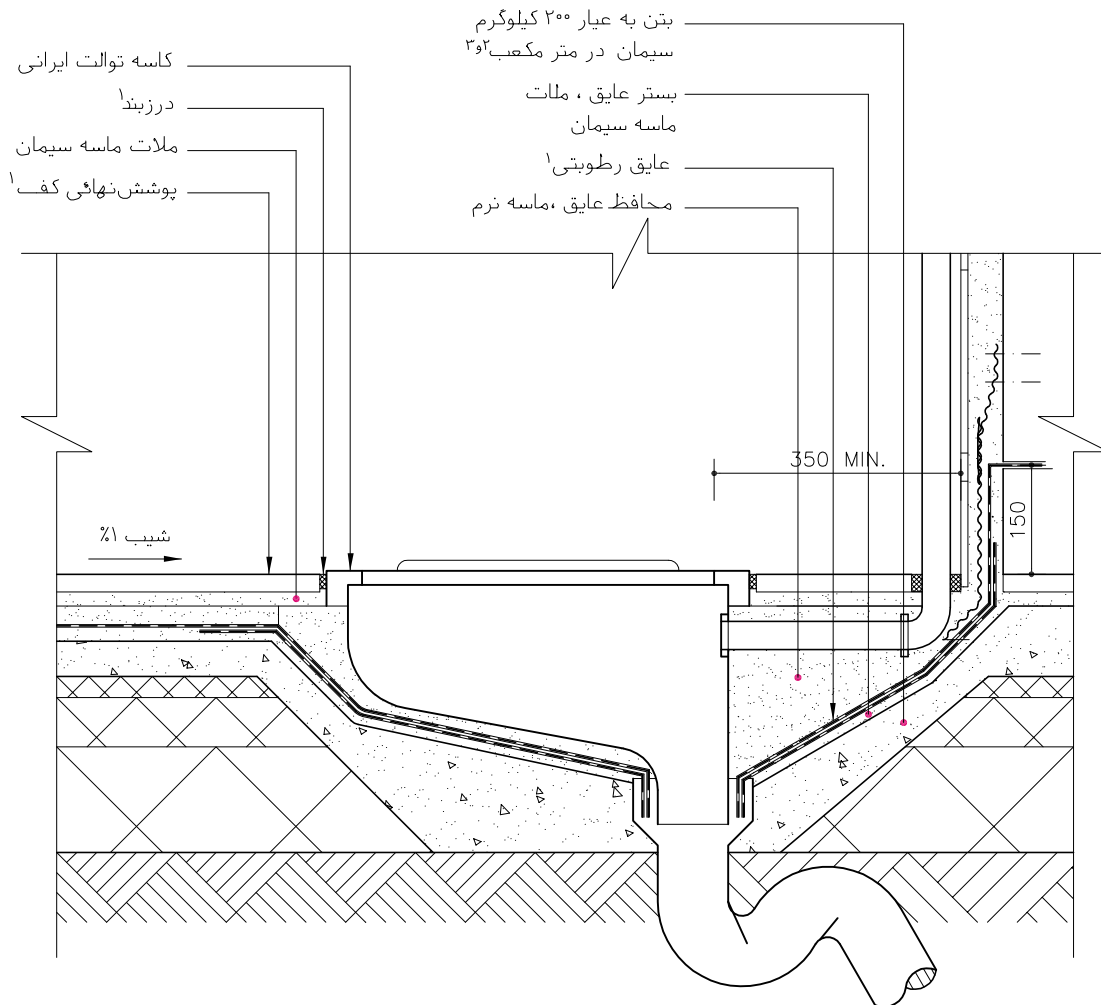 بتن به عیار ۲۰۰ کیلوگرم
سیمان در متر مکعب۲و۳
بستر عایق ، ملات
ماسه سیمان
عایق رطوبتی۱
محافظ عایق ،ماسه نرم
کاسه توالت ایرانی
درزبند۱
ملات ماسه سیمان
پوشش‌نهائی کف۱
350 MIN.
150
شیب ۱%